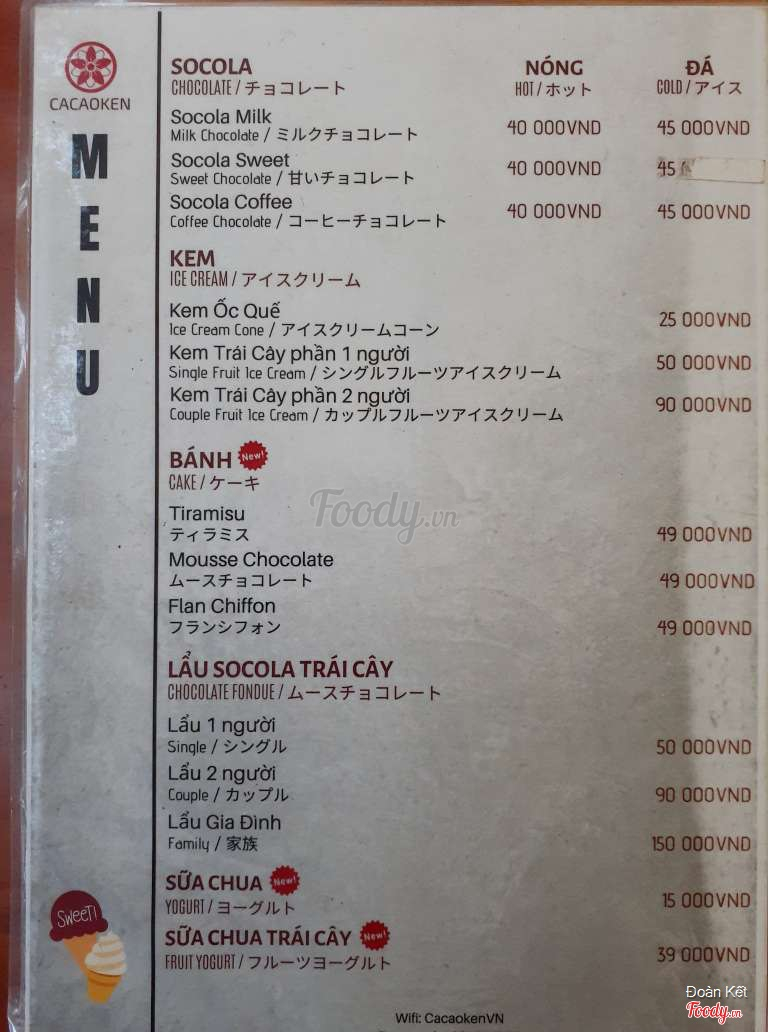 CACAOKEN
MENU
SOCOLA NÓNG ĐÁ
CHOCOLATE / チョコレート HOT / ホット COLD / アイス
Socola Milk
Milk Chocolate / ミルクチョコレート 40 000VND 45 000VND
Socola Sweet
Sweet Chocolate / 甘いチョコレート 40 000VND 45
Socola Coffee
Coffee Chocolate / コーヒーチョコレート 40 000VND 45 000VND
KEM
ICE CREAM / アイスクリーム
Kem Ốc Quế
Ice Cream Cone / アイスクリームコーン 25 000VND
Kem Trái Cây phần 1 người
Single Fruit Ice Cream / シングルフルーツアイスクリーム 50 000VND
Kem Trái Cây phần 2 người
Couple Fruit Ice Cream / カップルフルーツアイスクリーム 90 000VND
BÁNH New!
CAKE / ケーキ
Foody.vn
Tiramisu
ティラミス 49 000VND
Mousse Chocolate
ムースチョコレート 49 000VND
Flan Chiffon
フランシフォン 49 000VND
LẨU SOCOLA TRÁI CÂY
CHOCOLATE FONDUE / ムースチョコレート
Lẩu 1 người
Single / シングル 50 000VND
Lẩu 2 người
Couple / カップル 90 000VND
Lẩu Gia Đình
Family / 家族 150 000VND
SỮA CHUA New!
YOGURT / ヨーグルト 15 000VND
SWEET!
SỮA CHUA TRÁI CÂY New!
FRUIT YOGURT / フルーツヨーグルト 39 000VND
Đoàn Kết
Foody.vn
Wifi: CacaokenVN